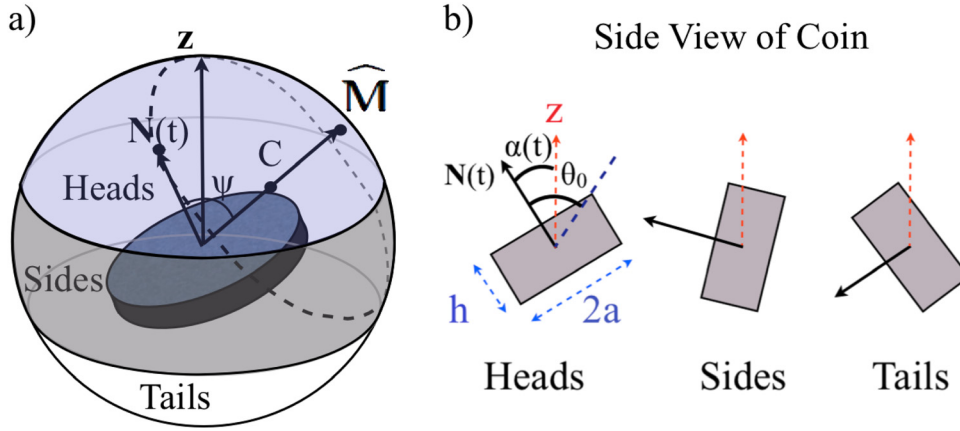 a)
z
M̂
N(t)
C
Heads
ψ
Sides
Tails
b)
Side View of Coin
z
N(t)
α(t)
θ₀
h
2a
Heads
Sides
Tails